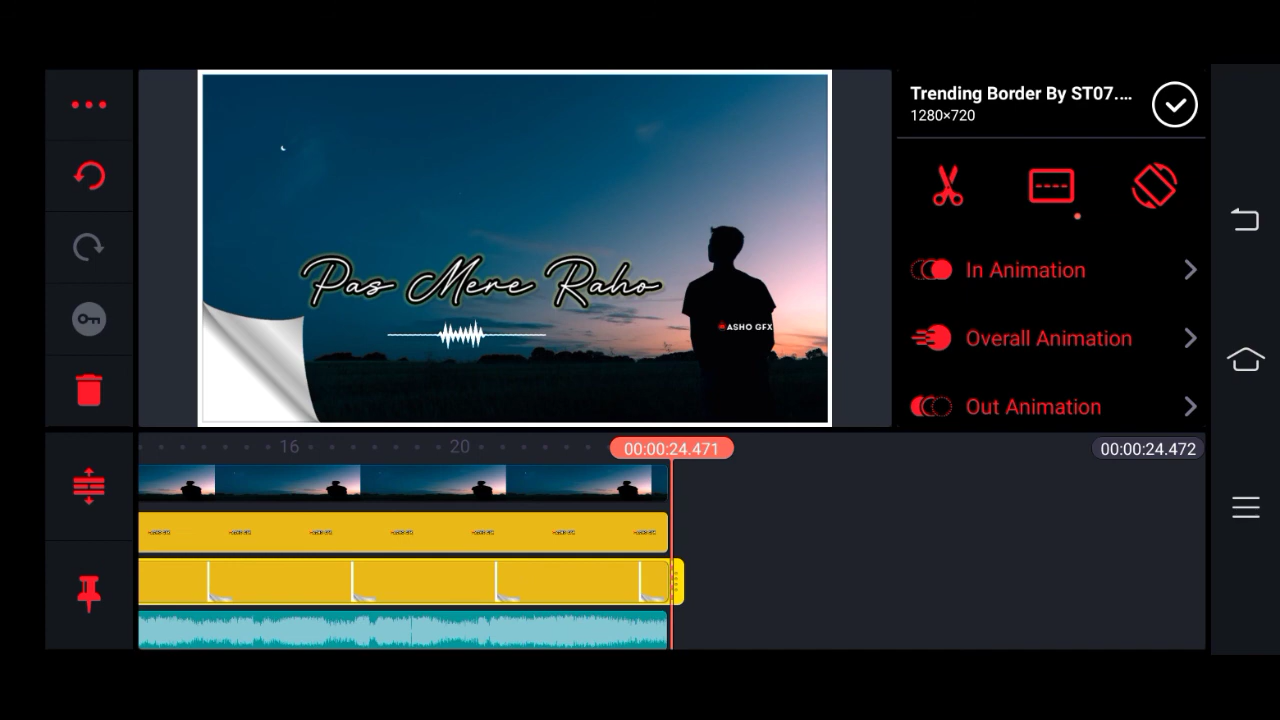 Trending Border By ST07....
1280×720
In Animation
Overall Animation
Out Animation
Pas Mere Raho
ASHO GFX
16
20
00:00:24.471
00:00:24.472